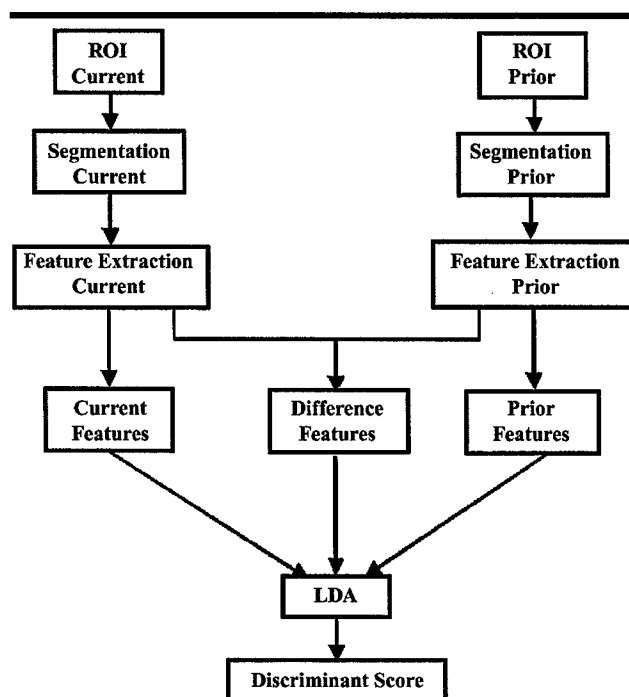 ROI
Current
ROI
Prior
Segmentation
Current
Segmentation
Prior
Feature Extraction
Current
Feature Extraction
Prior
Current
Features
Difference
Features
Prior
Features
LDA
Discriminant Score